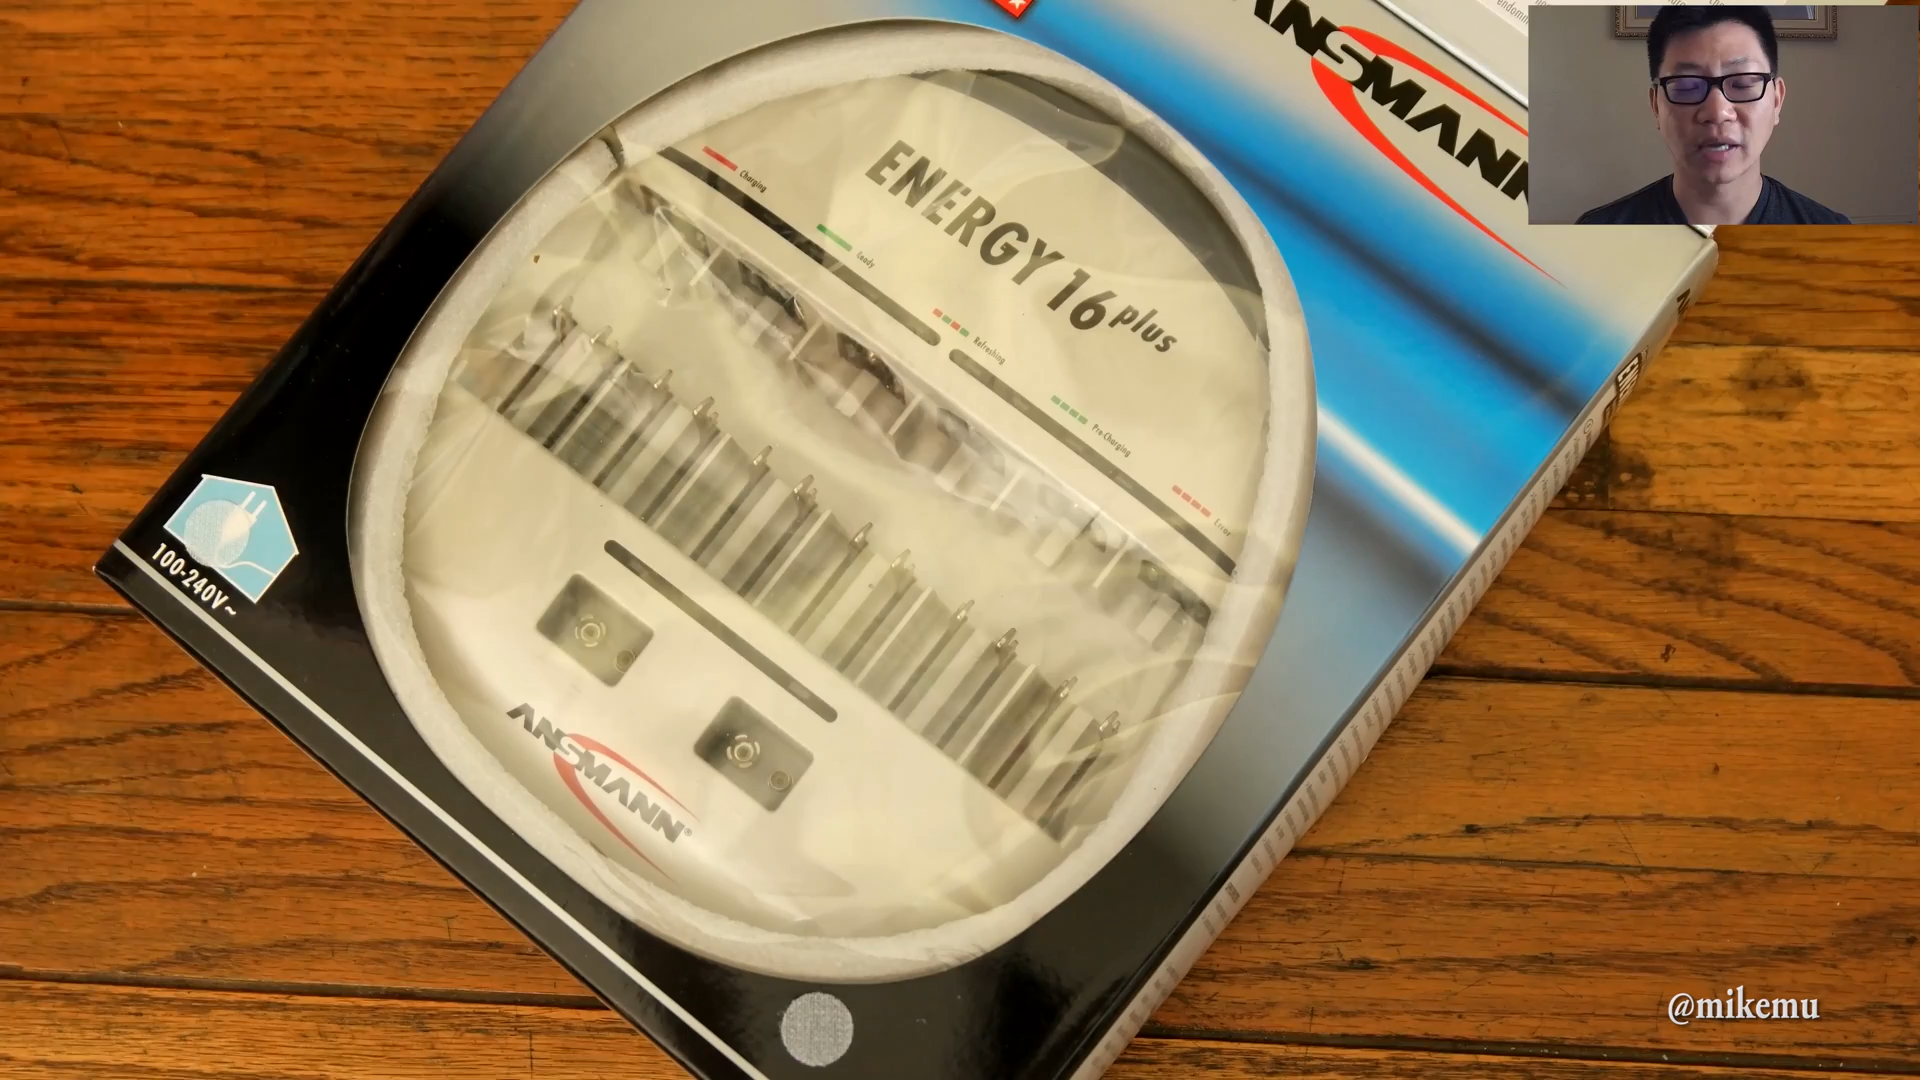 ANSMANN
ENERGY 16 plus
Charging
Ready
Refreshing
Pre-Charging
Error
100-240V~
ANSMANN®
@mikemu